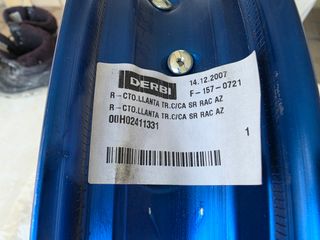 DERBI
14.12.2007
F-157-0721
R-CTO.LLANTA TR.C/CA SR RAC AZ
R-CTO.LLANTA TR.C/CA SR RAC AZ
00H02411331
1